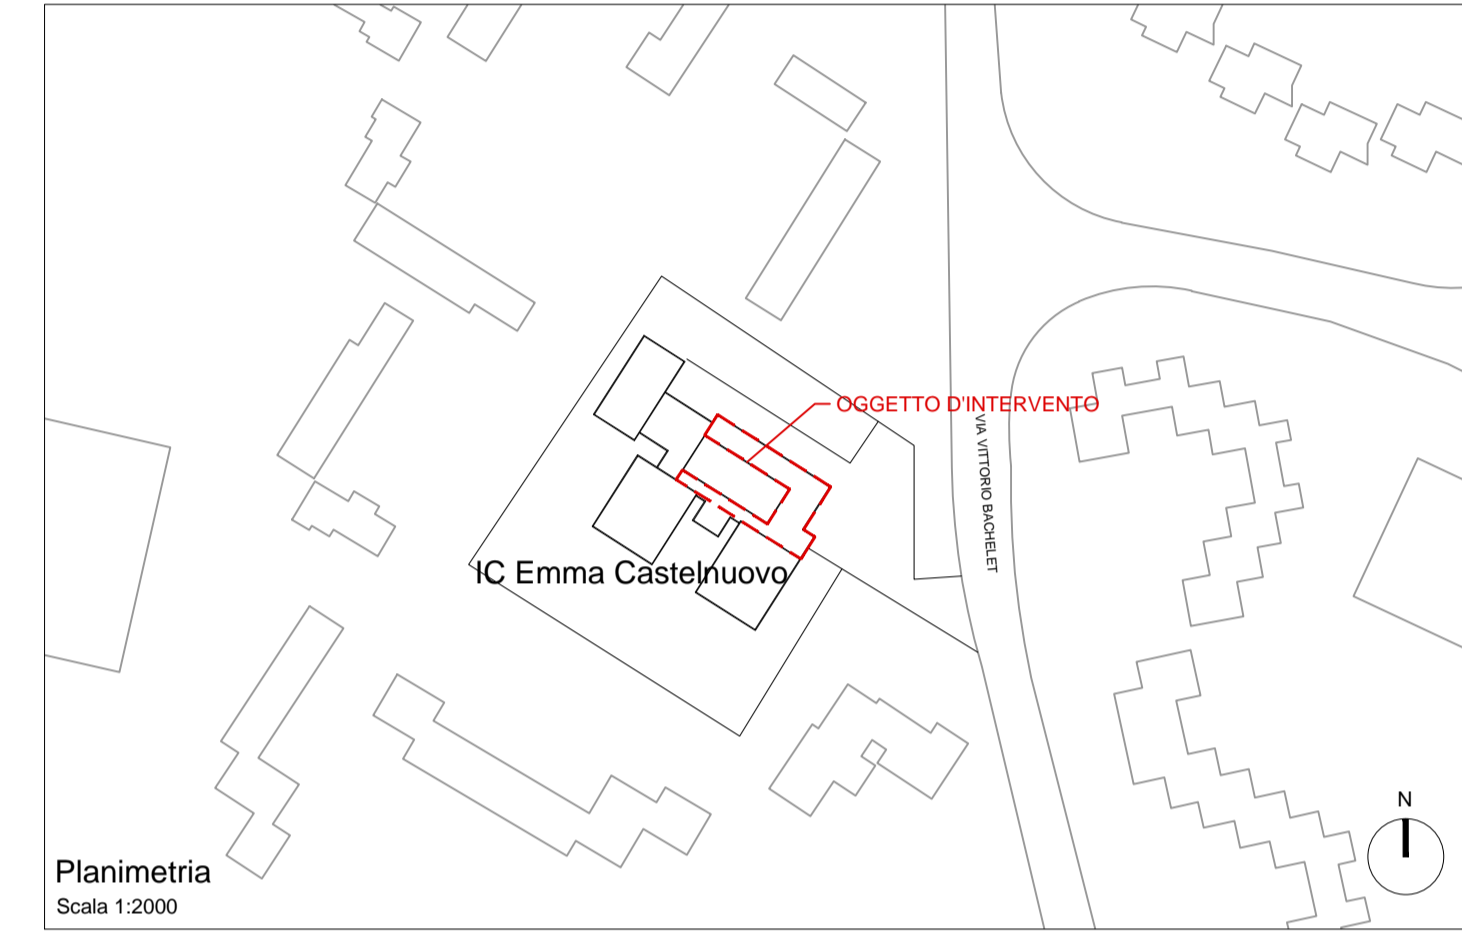 OGGETTO D'INTERVENTO
VIA VITTORIO BACHELET
IC Emma Castelnuovo
N
Planimetria
Scala 1:2000